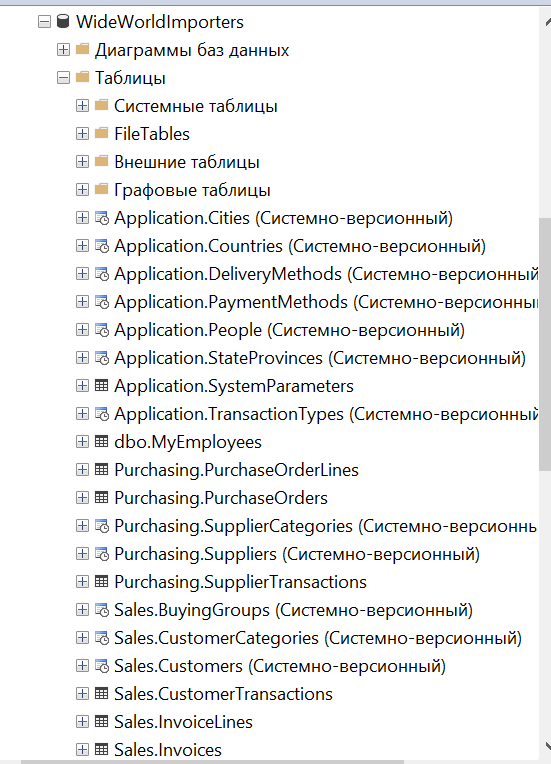 WideWorldImporters
Диаграммы баз данных
Таблицы
Системные таблицы
FileTables
Внешние таблицы
Графовые таблицы
Application.Cities (Системно-версионный)
Application.Countries (Системно-версионный)
Application.DeliveryMethods (Системно-версионный
Application.PaymentMethods (Системно-версионны
Application.People (Системно-версионный)
Application.StateProvinces (Системно-версионный)
Application.SystemParameters
Application.TransactionTypes (Системно-версионный
dbo.MyEmployees
Purchasing.PurchaseOrderLines
Purchasing.PurchaseOrders
Purchasing.SupplierCategories (Системно-версионнь
Purchasing.Suppliers (Системно-версионный)
Purchasing.SupplierTransactions
Sales.BuyingGroups (Системно-версионный)
Sales.CustomerCategories (Системно-версионный)
Sales.Customers (Системно-версионный)
Sales.CustomerTransactions
Sales.InvoiceLines
Sales.Invoices